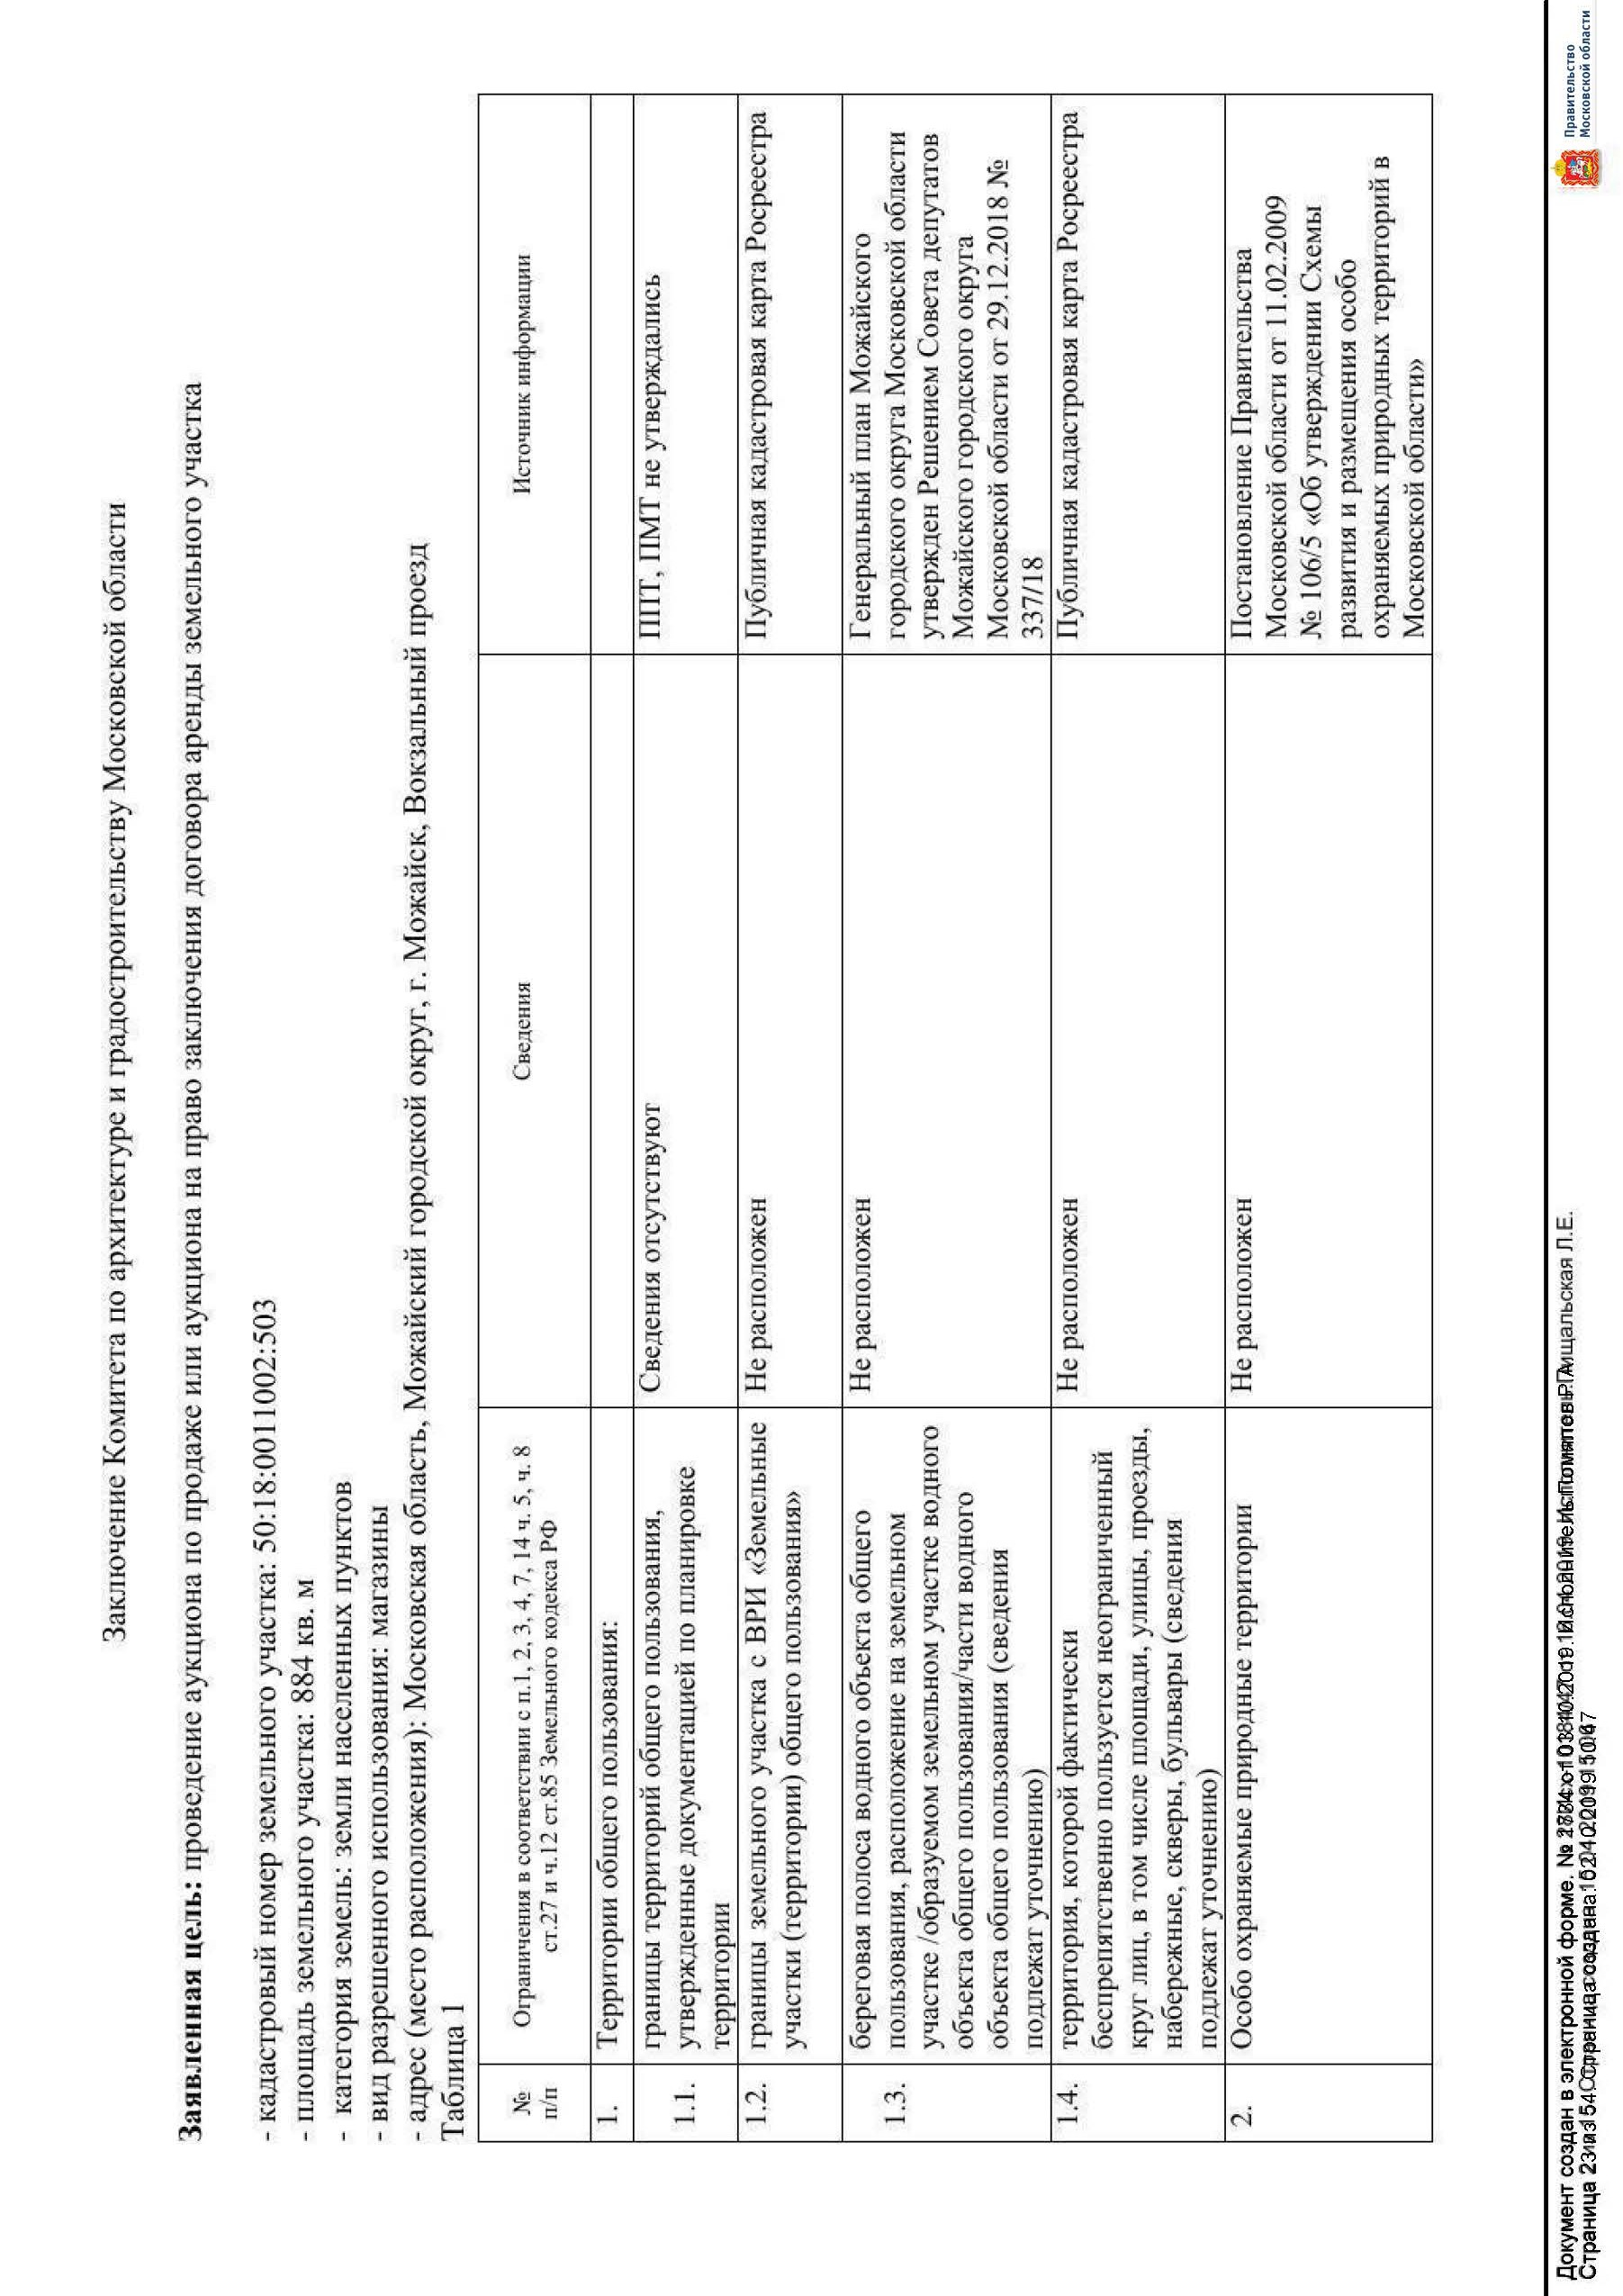 Заключение Комитета по архитектуре и градостроительству Московской области
Заявленная цель: проведение аукциона по продаже или аукциона на право заключения договора аренды земельного участка
- кадастровый номер земельного участка: 50:18:0011002:503
- площадь земельного участка: 884 кв. м
- категория земель: земли населенных пунктов
- вид разрешенного использования: магазины
- адрес (место расположения): Московская область, Можайский городской округ, г. Можайск, Вокзальный проезд
Таблица 1
№
п/п
Ограничения в соответствии с п.1, 2, 3, 4, 7, 14 ч. 5, ч. 8
ст.27 и ч.12 ст.85 Земельного кодекса РФ
Сведения
Источник информации
1.
Территории общего пользования:
1.1.
границы территорий общего пользования,
утвержденные документацией по планировке
территории
Сведения отсутствуют
ППТ, ПМТ не утверждались
1.2.
границы земельного участка с ВРИ «Земельные
участки (территории) общего пользования»
Не расположен
Публичная кадастровая карта Росреестра
1.3.
береговая полоса водного объекта общего
пользования, расположение на земельном
участке /образуемом земельном участке водного
объекта общего пользования/части водного
объекта общего пользования (сведения
подлежат уточнению)
Не расположен
Генеральный план Можайского
городского округа Московской области
утвержден Решением Совета депутатов
Можайского городского округа
Московской области от 29.12.2018 №
337/18
1.4.
территория, которой фактически
беспрепятственно пользуется неограниченный
круг лиц, в том числе площади, улицы, проезды,
набережные, скверы, бульвары (сведения
подлежат уточнению)
Не расположен
Публичная кадастровая карта Росреестра
2.
Особо охраняемые природные территории
Не расположен
Постановление Правительства
Московской области от 11.02.2009
№ 106/5 «Об утверждении Схемы
развития и размещения особо
охраняемых природных территорий в
Московской области»
Документ создан в электронной форме. №
Страница
Правительство
Московской области